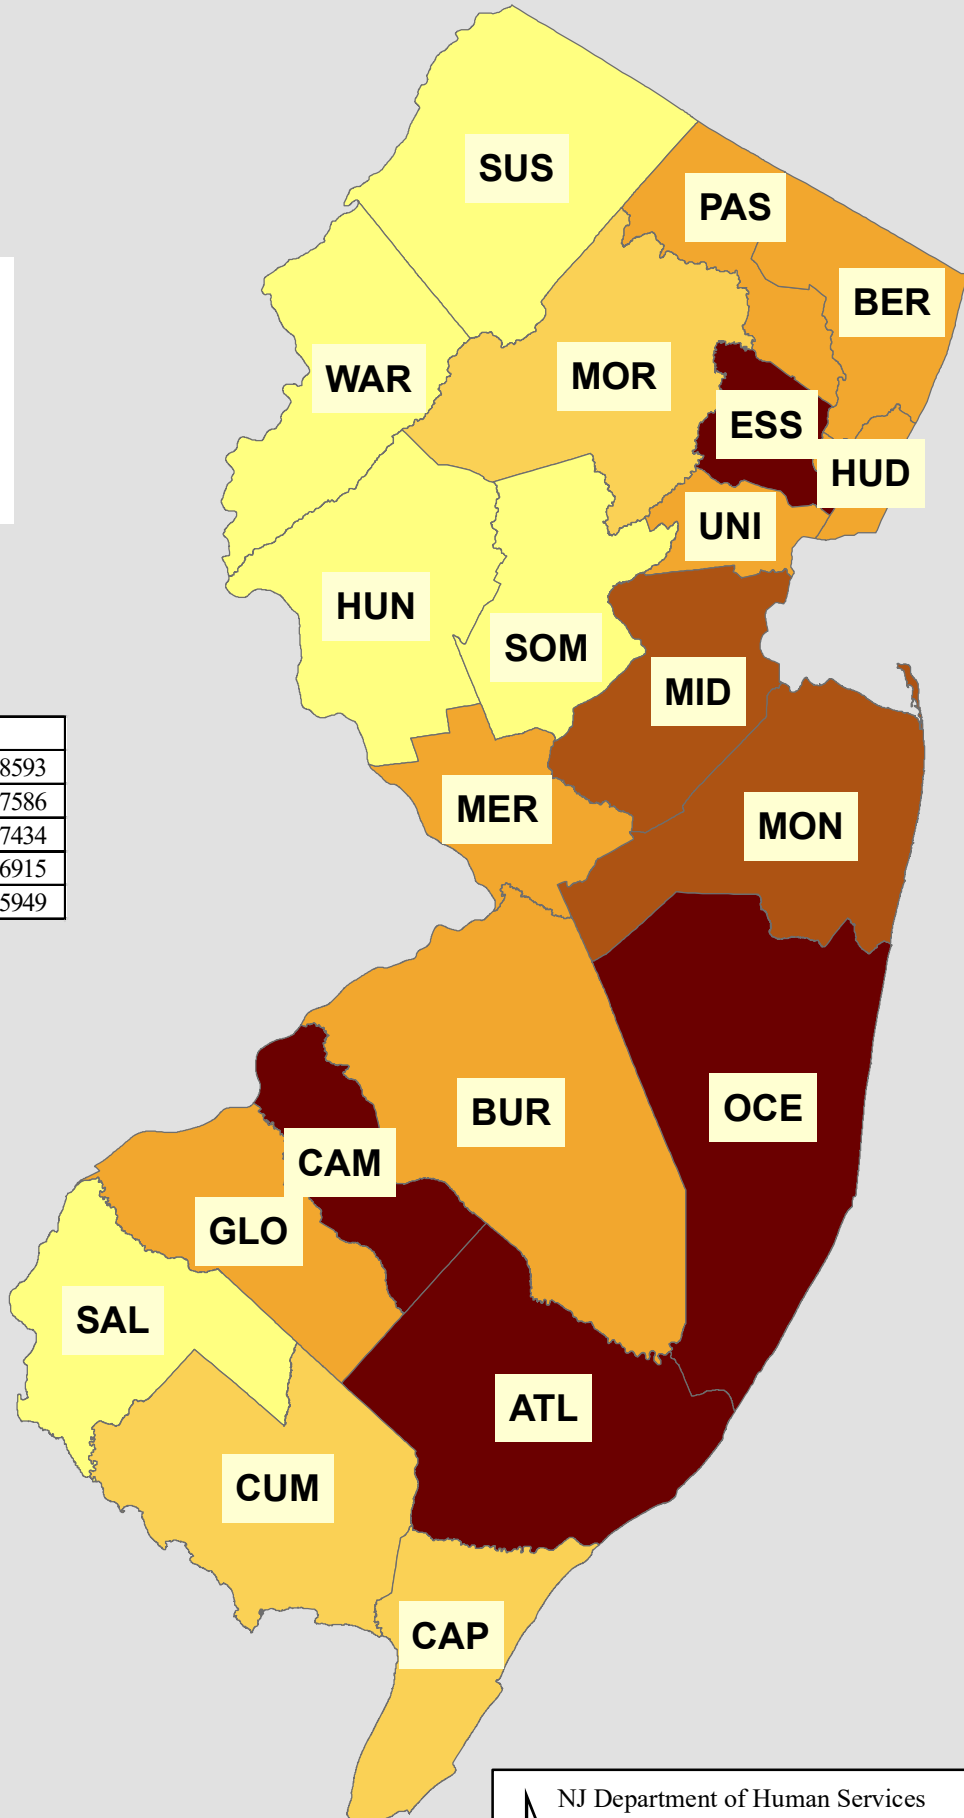 SUS
PAS
BER
WAR
MOR
ESS
HUD
UNI
HUN
SOM
MID
8593
7586
7434
6915
5949
MER
MON
BUR
OCE
CAM
GLO
SAL
ATL
CUM
CAP
NJ Department of Human Services